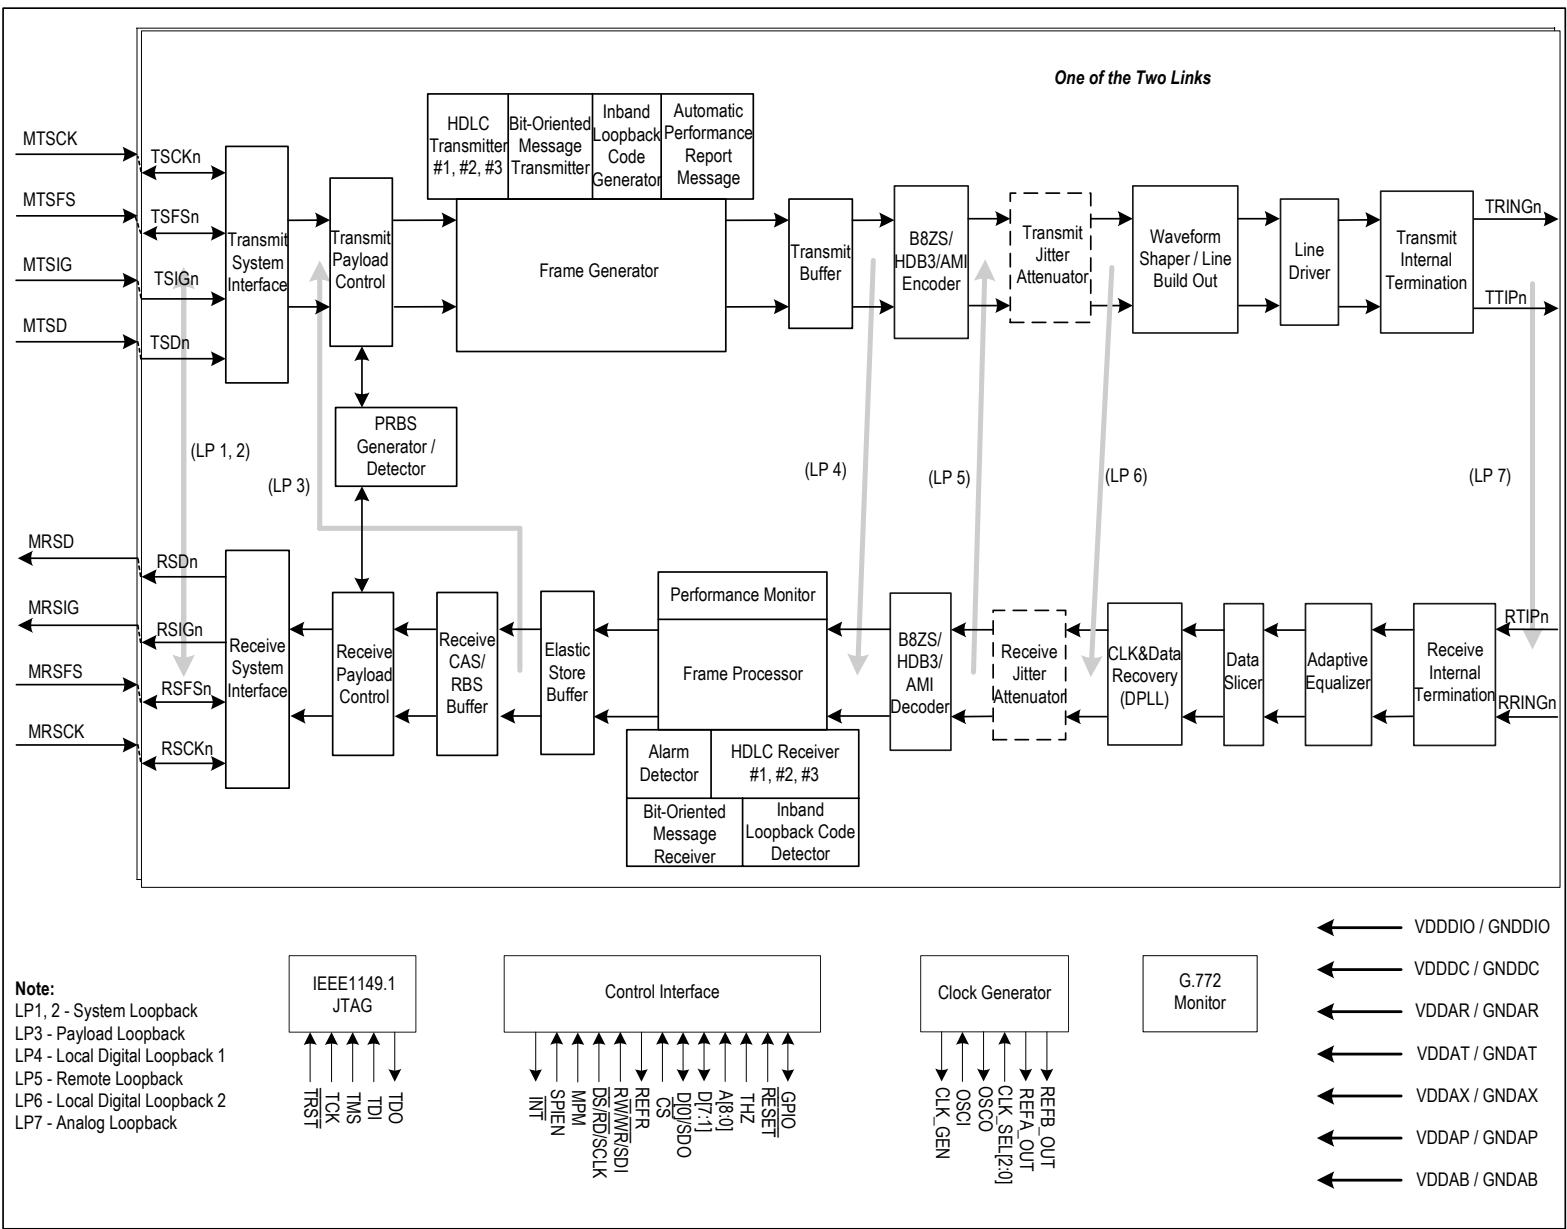 One of the Two Links
MTSCK
MTSFS
MTSIG
MTSD
TSCKn
TSFSn
TSIGn
TSDn
Transmit
System
Interface
Transmit
Payload
Control
HDLC
Transmitter
#1, #2, #3
Bit-Oriented
Message
Transmitter
Inband
Loopback
Code
Generator
Automatic
Performance
Report
Message
Frame Generator
Transmit
Buffer
B8ZS/
HDB3/AMI
Encoder
Transmit
Jitter
Attenuator
Waveform
Shaper / Line
Build Out
Line
Driver
Transmit
Internal
Termination
TRINGn
TTIPn
PRBS
Generator /
Detector
(LP 1, 2)
(LP 3)
(LP 4)
(LP 5)
(LP 6)
(LP 7)
MRSD
MRSIG
MRSFS
MRSCK
RSDn
RSIGn
RSFSn
RSCKn
Receive
System
Interface
Receive
Payload
Control
Receive
CAS/
RBS
Buffer
Elastic
Store
Buffer
Performance Monitor
Frame Processor
Alarm
Detector
HDLC Receiver
#1, #2, #3
Bit-Oriented
Message
Receiver
Inband
Loopback Code
Detector
B8ZS/
HDB3/
AMI
Decoder
Receive
Jitter
Attenuator
CLK&Data
Recovery
(DPLL)
Data
Slicer
Adaptive
Equalizer
Receive
Internal
Termination
RTIPn
RRINGn
Note:
LP1, 2 - System Loopback
LP3 - Payload Loopback
LP4 - Local Digital Loopback 1
LP5 - Remote Loopback
LP6 - Local Digital Loopback 2
LP7 - Analog Loopback
IEEE1149.1
JTAG
TRST
TCK
TMS
TDI
TDO
Control Interface
INT
SPIEN
MPM
DS/RD/SCLK
RW/WR/SDI
REFR
CS
D[0]/SDO
D[7:1]
A[8:0]
THZ
RESET
GPIO
Clock Generator
CLK_GEN
OSCI
OSCO
CLK_SEL[2:0]
REFA_OUT
REFB_OUT
G.772
Monitor
VDDDIO / GNDDIO
VDDDC / GNDDC
VDDAR / GNDAR
VDDAT / GNDAT
VDDAX / GNDAX
VDDAP / GNDAP
VDDAB / GNDAB